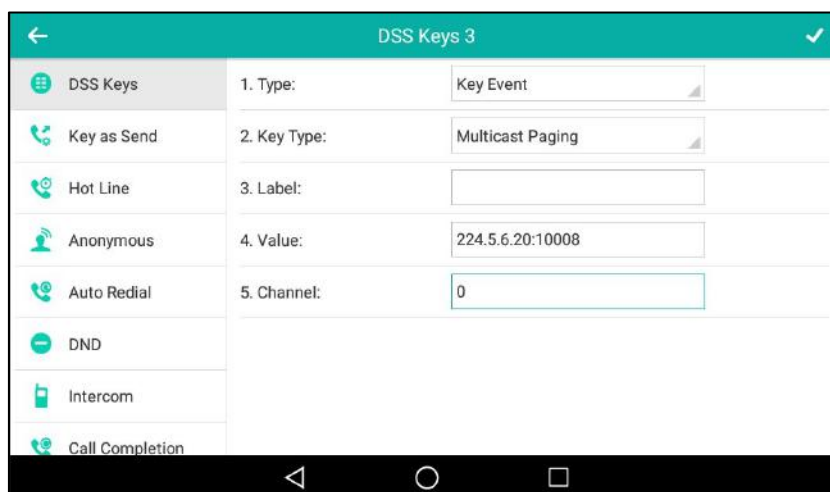 DSS Keys 3
DSS Keys
1. Type:
Key Event
Key as Send
2. Key Type:
Multicast Paging
Hot Line
3. Label:
Anonymous
4. Value:
224.5.6.20:10008
Auto Redial
5. Channel:
0
DND
Intercom
Call Completion